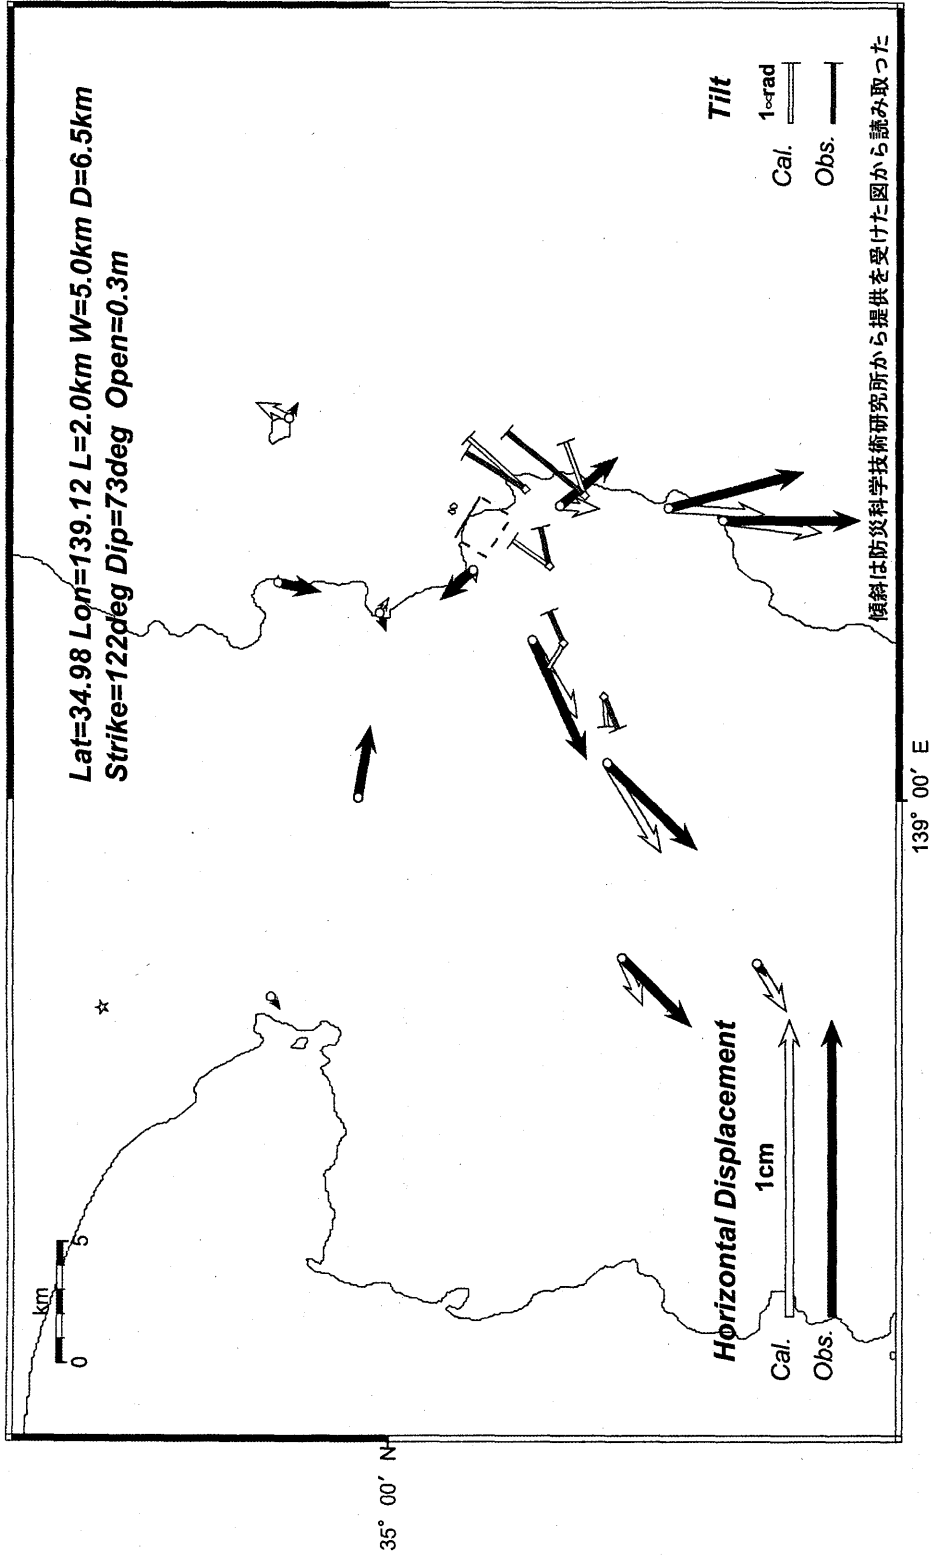 Lat=34.98 Lon=139.12 L=2.0km W=5.0km D=6.5km
Strike=122deg Dip=73deg Open=0.3m
km
0 5
35° 00′ N
139° 00′ E
Horizontal Displacement
1cm
Cal.
Obs.
Tilt
1∝rad
Cal.
Obs.
傾斜は防災科学技術研究所から提供を受けた図から読み取った